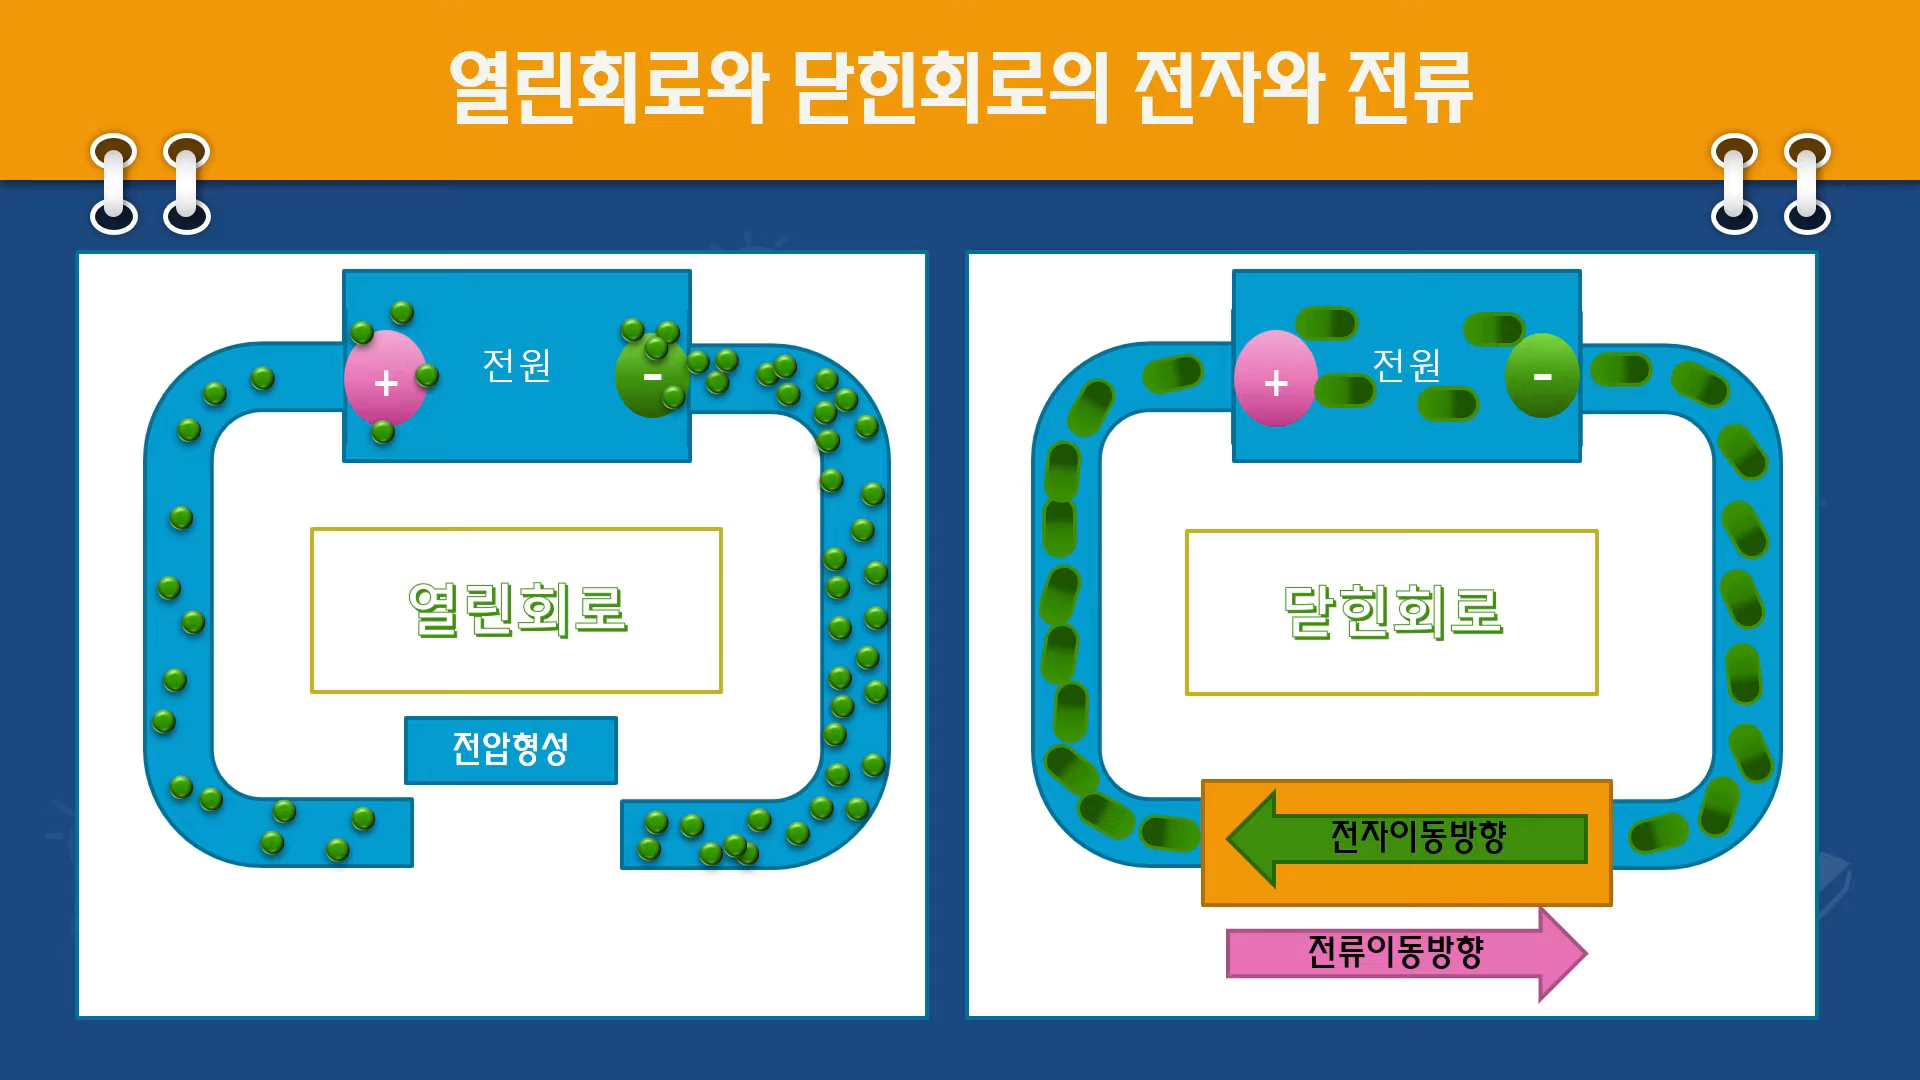 열린회로와 닫힌회로의 전자와 전류
+
전원
-
열린회로
전압형성
+
전원
-
닫힌회로
전자이동방향
전류이동방향